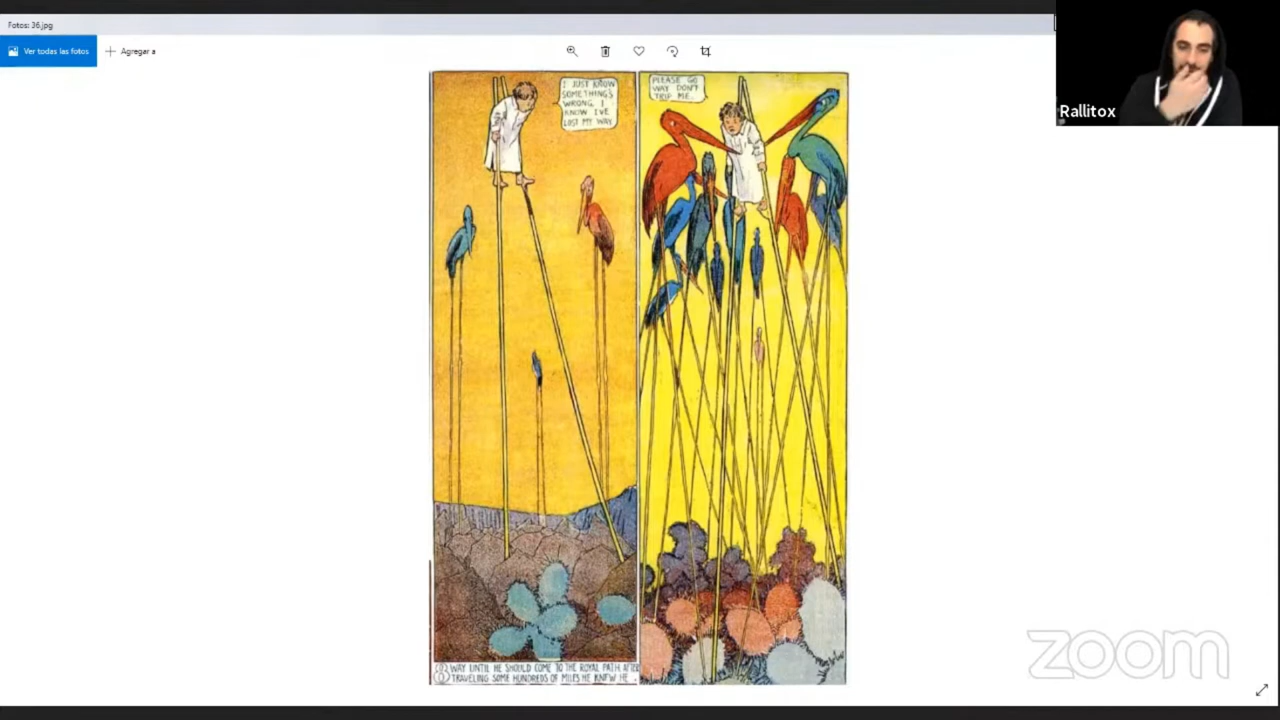 Fotos: 36.jpg
Ver todas las fotos
Agregar a
Rallitox
I JUST KNOW
SOMETHING'S
WRONG. I
KNOW I'VE
LOST MY WAY
PLEASE GO
WAY DON'T
TRIP ME.
WAY UNTIL HE SHOULD COME TO THE ROYAL PATH. AFTER
TRAVELING SOME HUNDREDS OF MILES HE KNEW HE
zoom